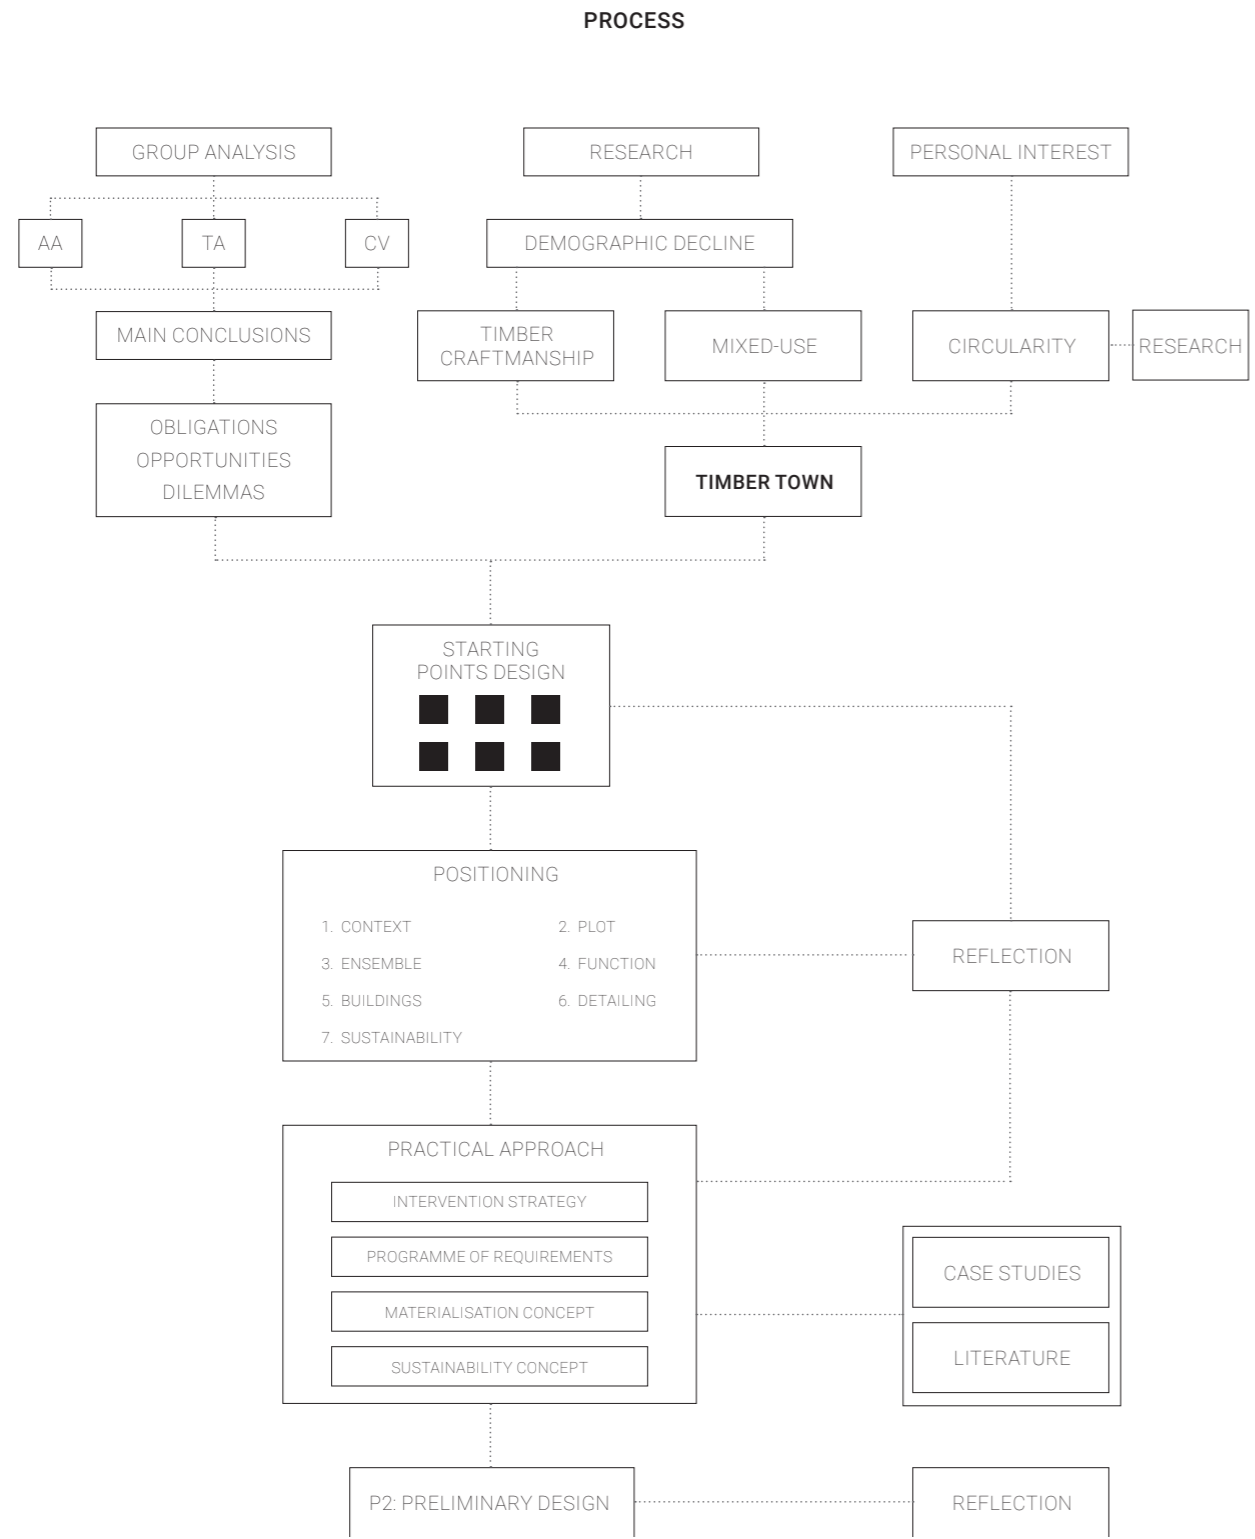 PROCESS
GROUP ANALYSIS
RESEARCH
PERSONAL INTEREST
AA
TA
CV
DEMOGRAPHIC DECLINE
MAIN CONCLUSIONS
TIMBER
CRAFTMANSHIP
MIXED-USE
CIRCULARITY
RESEARCH
OBLIGATIONS
OPPORTUNITIES
DILEMMAS
TIMBER TOWN
STARTING
POINTS DESIGN
POSITIONING
1. CONTEXT
2. PLOT
3. ENSEMBLE
4. FUNCTION
5. BUILDINGS
6. DETAILING
7. SUSTAINABILITY
REFLECTION
PRACTICAL APPROACH
INTERVENTION STRATEGY
PROGRAMME OF REQUIREMENTS
MATERIALISATION CONCEPT
SUSTAINABILITY CONCEPT
CASE STUDIES
LITERATURE
P2: PRELIMINARY DESIGN
REFLECTION